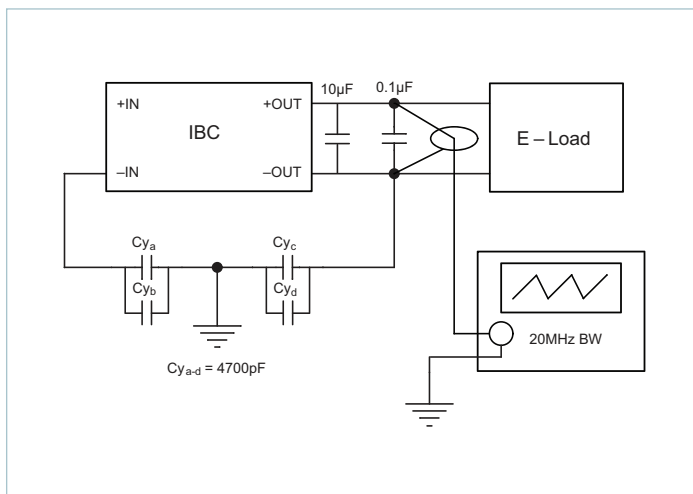 10µF
0.1µF
+IN
+OUT
IBC
E – Load
–IN
–OUT
Cya
Cyc
Cyb
Cyd
20MHz BW
Cya-d = 4700pF